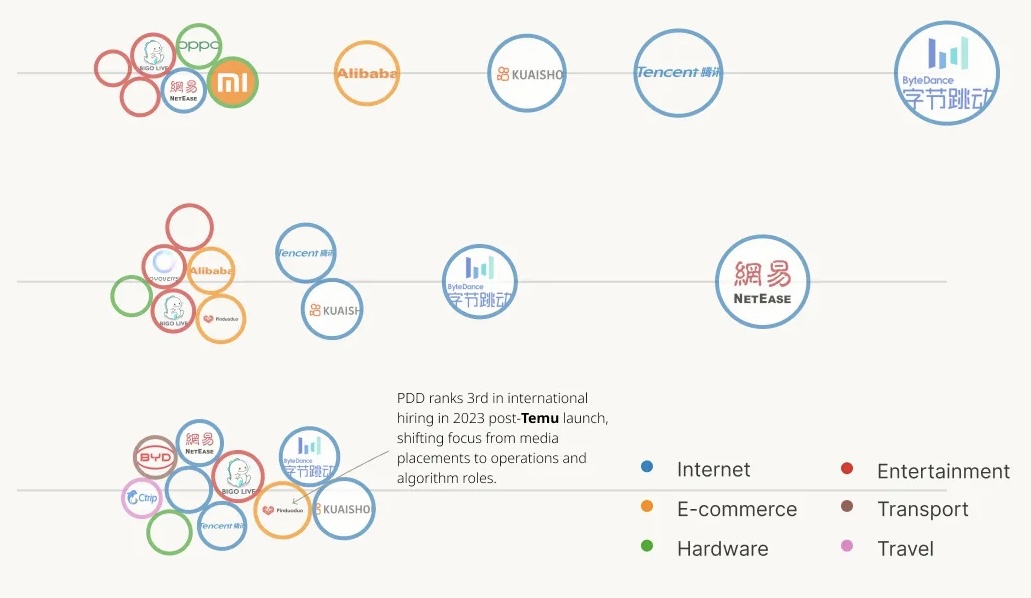 oppo
BIGO LIVE
網易
NETEASE
mi
Alibaba
KUAISHO
Tencent 腾讯
ByteDance
字节跳动
Tencent 腾讯
Alibaba
BIGO LIVE
Pinduoduo
KUAISH
ByteDance
字节跳动
網易
NETEASE
PDD ranks 3rd in international
hiring in 2023 post-Temu launch,
shifting focus from media
placements to operations and
algorithm roles.
網易
NETEASE
BYD
BIGO LIVE
ByteDance
字节跳动
Ctrip
Tencent 腾讯
Pinduoduo
KUAISHO
Internet
Entertainment
E-commerce
Transport
Hardware
Travel